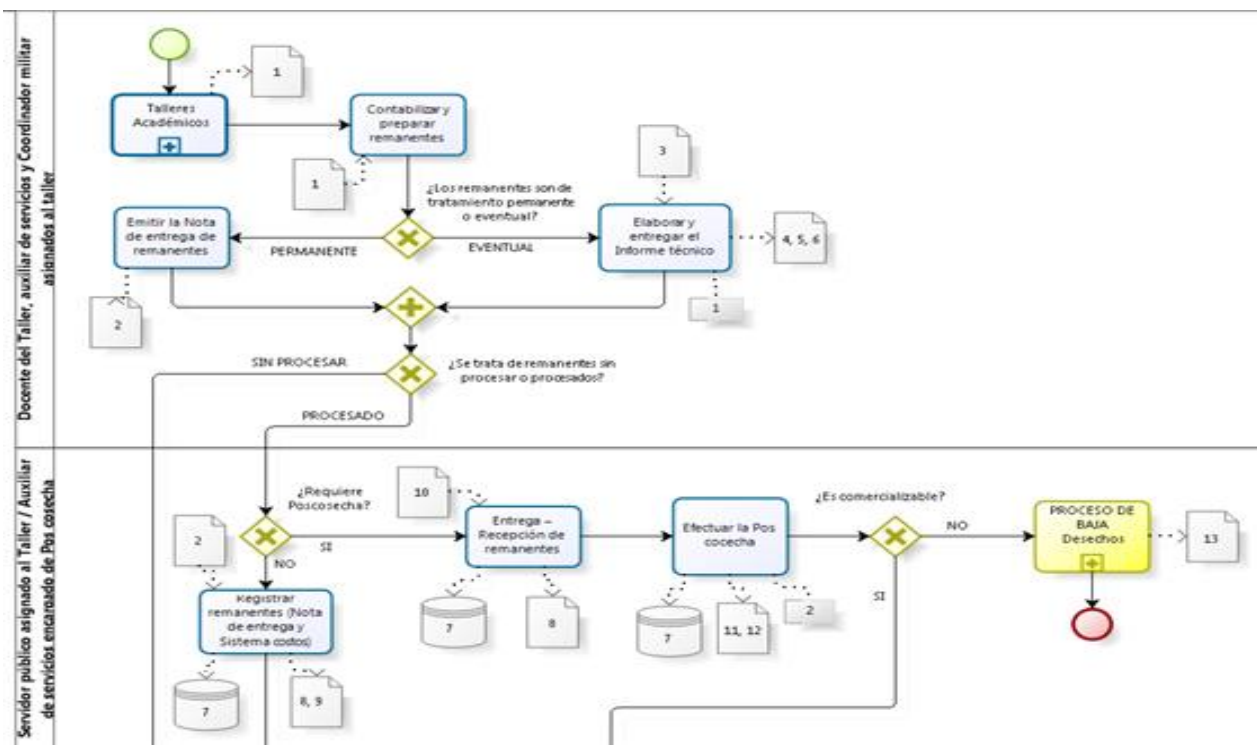 Docente del Taller, auxiliar de servicios y Coordinador militar
asionados al taller
1
Talleres
Académicos
Contabilizar y
preparar
remanentes
1
3
¿Los remanentes son de
tratamiento permanente
o eventual?
Emitir la Nota
de entrega de
remanentes
PERMANENTE
EVENTUAL
Elaborar y
entregar el
Informe técnico
4, 5, 6
2
1
SIN PROCESAR
¿Se trata de remanentes sin
procesar o procesados?
PROCESADO
Servidor público asignado al Taller / Auxiliar
de servicios encargado de Pos cosecha
¿Requiere
Poscosecha?
2
SI
NO
Registrar
remanentes (Nota
de entrega y
Sistema costos)
7
8, 9
10
Entrega –
Recepción de
remanentes
7
8
Efectuar la Pos
cocecha
7
11, 12
2
¿Es comercializable?
NO
SI
PROCESO DE
BAJA
Desechos
13